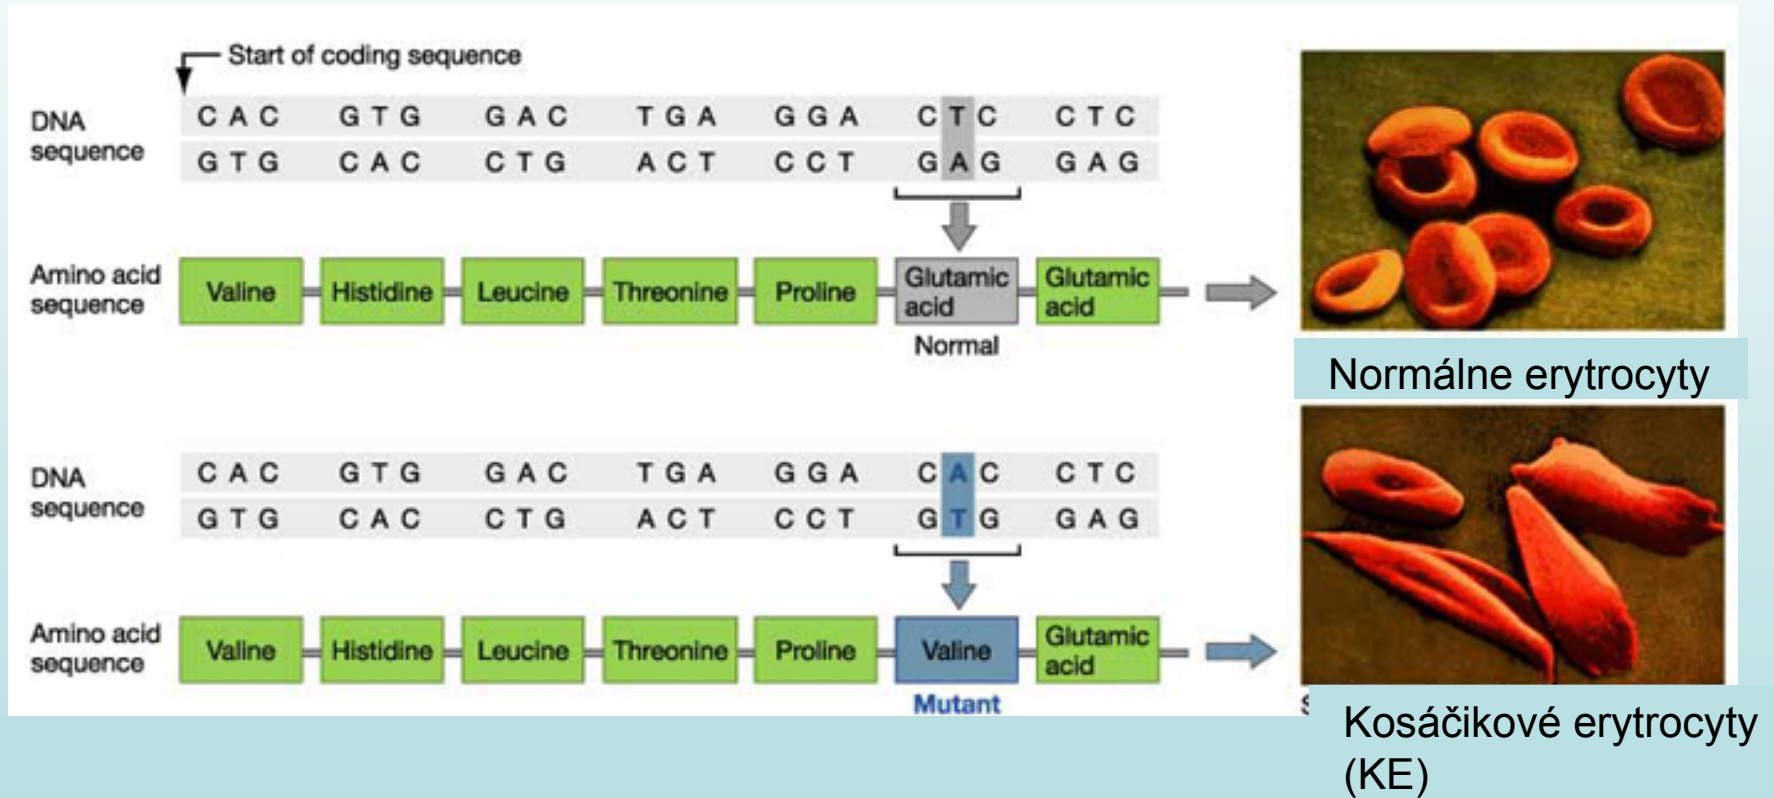 Start of coding sequence
DNA
sequence
C A C G T G G A C T G A G G A C T C C T C
G T G C A C C T G A C T C C T G A G G A G
Amino acid
sequence
Valine Histidine Leucine Threonine Proline Glutamic
acid Glutamic
acid
Normal
Normálne erytrocyty
DNA
sequence
C A C G T G G A C T G A G G A C A C C T C
G T G C A C C T G A C T C C T G T G G A G
Amino acid
sequence
Valine Histidine Leucine Threonine Proline Valine Glutamic
acid
Mutant
Kosáčikové erytrocyty
(KE)